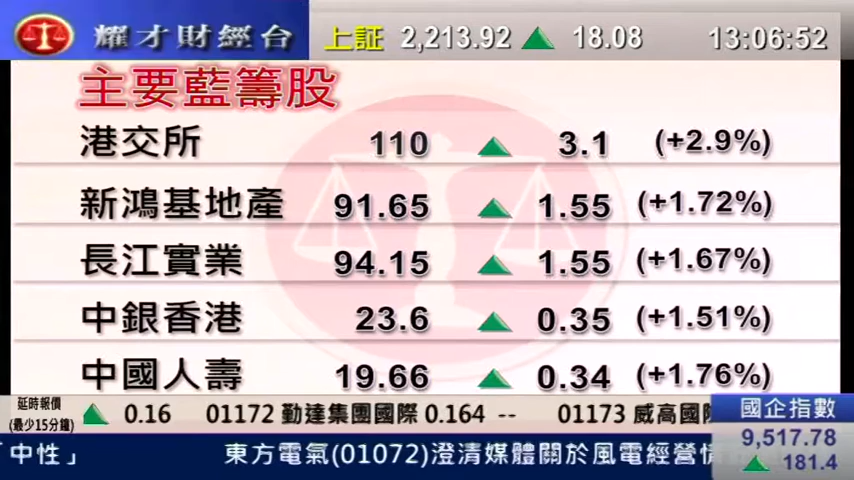 耀才財經台 上証 2,213.92 18.08 13:06:52
主要藍籌股
港交所 110 3.1 (+2.9%)
新鴻基地產 91.65 1.55 (+1.72%)
長江實業 94.15 1.55 (+1.67%)
中銀香港 23.6 0.35 (+1.51%)
中國人壽 19.66 0.34 (+1.76%)
延時報價
(最少15分鐘)
0.16 01172 勤達集團國際 0.164 -- 01173 威高國際
國企指數
9,517.78
181.4
「中性」 東方電氣(01072)澄清媒體關於風電經營情